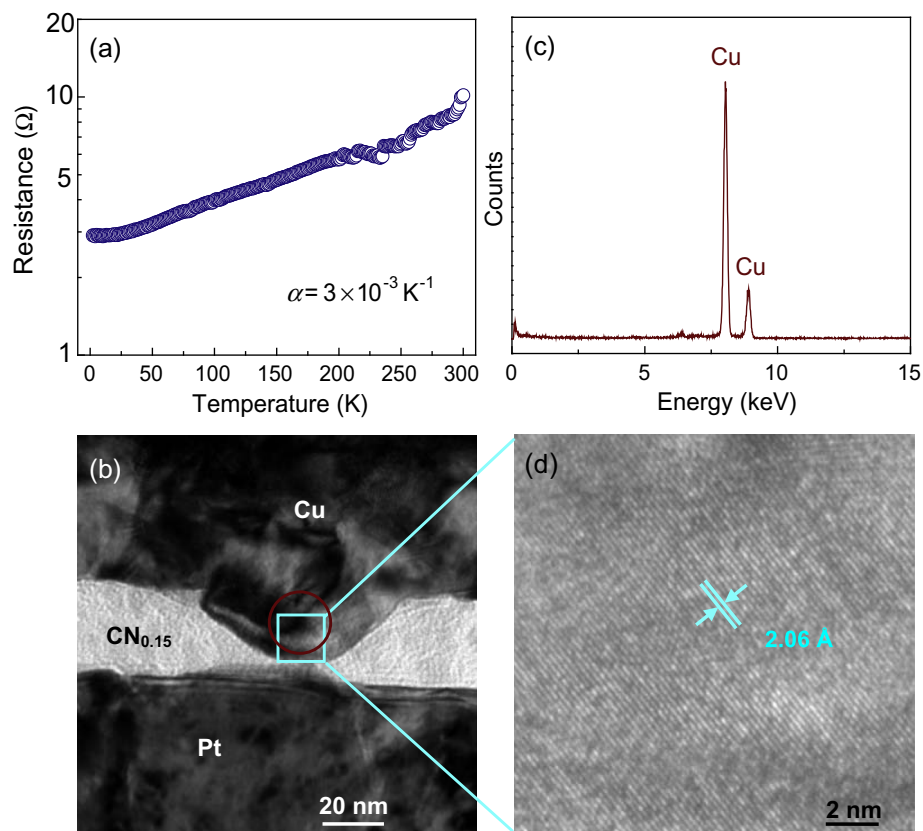 (a)
20
10
5
1
Resistance (Ω)
α = 3 × 10⁻³ K⁻¹
0 50 100 150 200 250 300
Temperature (K)
(c)
Cu
Cu
Counts
0 5 10 15
Energy (keV)
(b)
Cu
CN₀.₁₅
Pt
20 nm
(d)
2.06 Å
2 nm